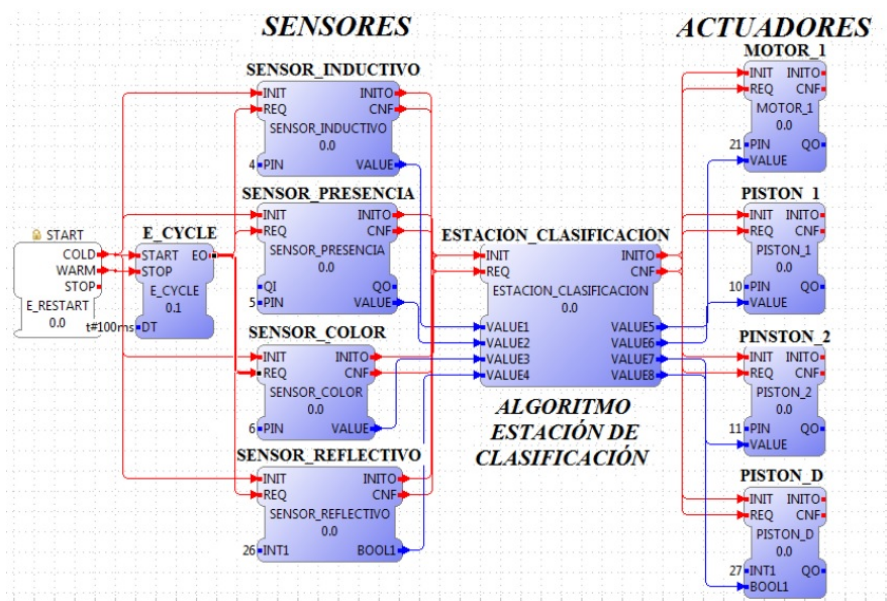 SENSORES
ACTUADORES
START
COLD
WARM
STOP
E_RESTART
0.0
E_CYCLE
START EO
STOP
E_CYCLE
0.1
t#100ms DT
SENSOR_INDUCTIVO
INIT INITO
REQ CNF
SENSOR_INDUCTIVO
0.0
4 PIN VALUE
SENSOR_PRESENCIA
INIT INITO
REQ CNF
SENSOR_PRESENCIA
0.0
QI QO
5 PIN VALUE
SENSOR_COLOR
INIT INITO
REQ CNF
SENSOR_COLOR
0.0
6 PIN VALUE
SENSOR_REFLECTIVO
INIT INITO
REQ CNF
SENSOR_REFLECTIVO
0.0
26 INT1 BOOL1
ESTACIÓN_CLASIFICACIÓN
INIT INITO
REQ CNF
ESTACION_CLASIFICACION
0.0
VALUE1 VALUE5
VALUE2 VALUE6
VALUE3 VALUE7
VALUE4 VALUE8
ALGORITMO
ESTACIÓN DE
CLASIFICACIÓN
MOTOR_1
INIT INITO
REQ CNF
MOTOR_1
0.0
21 PIN QO
VALUE
PISTON_1
INIT INITO
REQ CNF
PISTON_1
0.0
10 PIN QO
VALUE
PINSTON_2
INIT INITO
REQ CNF
PISTON_2
0.0
11 PIN QO
VALUE
PISTON_D
INIT INITO
REQ CNF
PISTON_D
0.0
27 INT1 QO
BOOL1